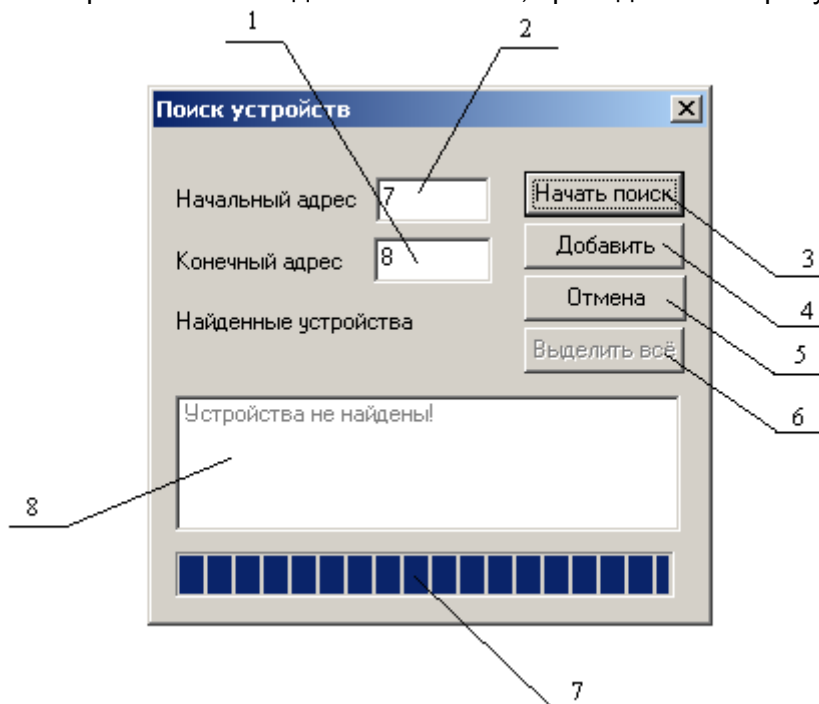 1
2
Поиск устройств
Начальный адрес 7 Начать поиск
Конечный адрес 8 Добавить
3
Отмена
4
Найденные устройства
Выделить всё
5
Устройства не найдены!
6
8
7